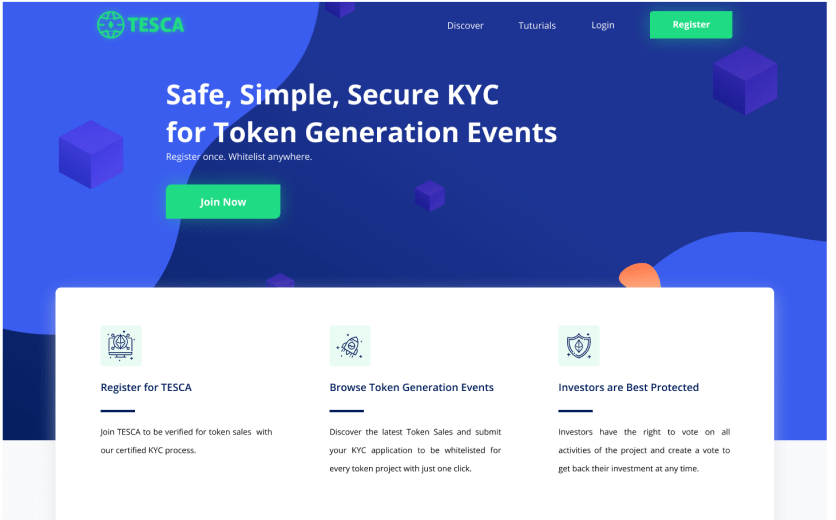 TESCA
Discover
Tuturials
Login
Register
Safe, Simple, Secure KYC
for Token Generation Events
Register once. Whitelist anywhere.
Join Now
Register for TESCA
Join TESCA to be verified for token sales with
our certified KYC process.
Browse Token Generation Events
Discover the latest Token Sales and submit
your KYC application to be whitelisted for
every token project with just one click.
Investors are Best Protected
Investors have the right to vote on all
activities of the project and create a vote to
get back their investment at any time.